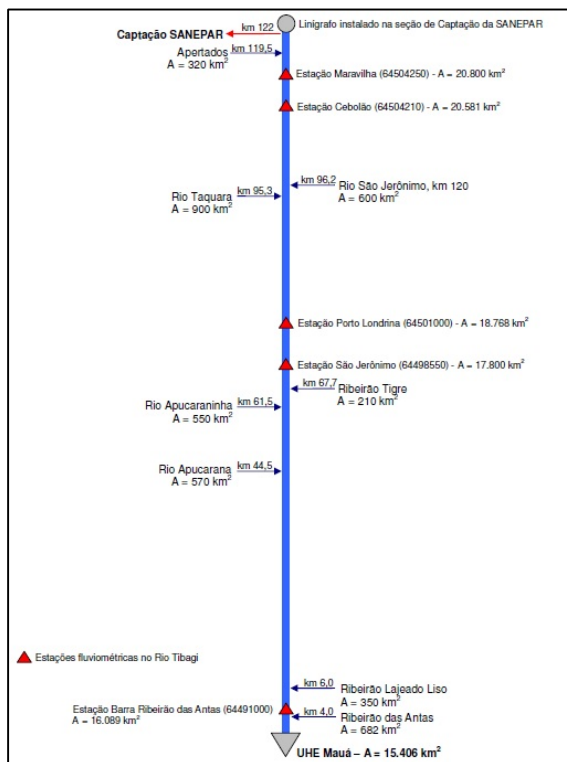 Linígrafo instalado na seção de Captação da SANEPAR
km 122
Captação SANEPAR
Apertados
A = 320 km²
km 119,5
Estação Maravilha (64504250) - A = 20.800 km²
Estação Cebolão (64504210) - A = 20.581 km²
km 96,2
Rio São Jerônimo, km 120
A = 600 km²
km 95,3
Rio Taquara
A = 900 km²
Estação Porto Londrina (64501000) - A = 18.768 km²
Estação São Jerônimo (64498550) - A = 17.800 km²
km 67,7
Ribeirão Tigre
A = 210 km²
km 61,5
Rio Apucaraninha
A = 550 km²
km 44,5
Rio Apucarana
A = 570 km²
Estações fluviométricas no Rio Tibagi
km 6,0
Ribeirão Lajeado Liso
A = 350 km²
Estação Barra Ribeirão das Antas (64491000)
A = 16.089 km²
km 4,0
Ribeirão das Antas
A = 682 km²
UHE Mauá – A = 15.406 km²